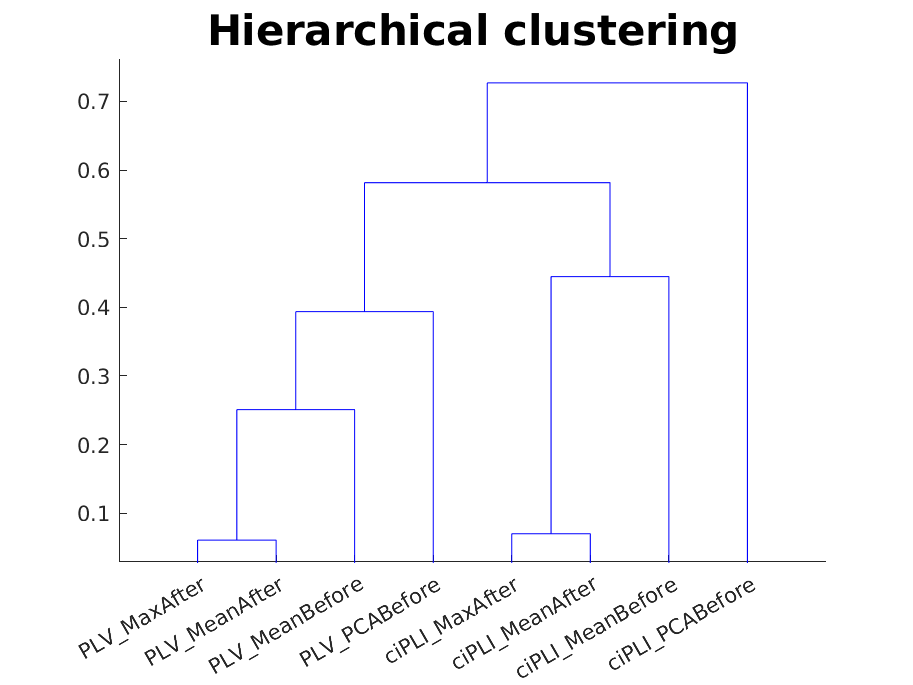 Hierarchical clustering
0.7
0.6
0.5
0.4
0.3
0.2
0.1
PLV_MaxAfter
PLV_MeanAfter
PLV_MeanBefore
PLV_PCABefore
ciPLI_MaxAfter
ciPLI_MeanAfter
ciPLI_MeanBefore
ciPLI_PCABefore